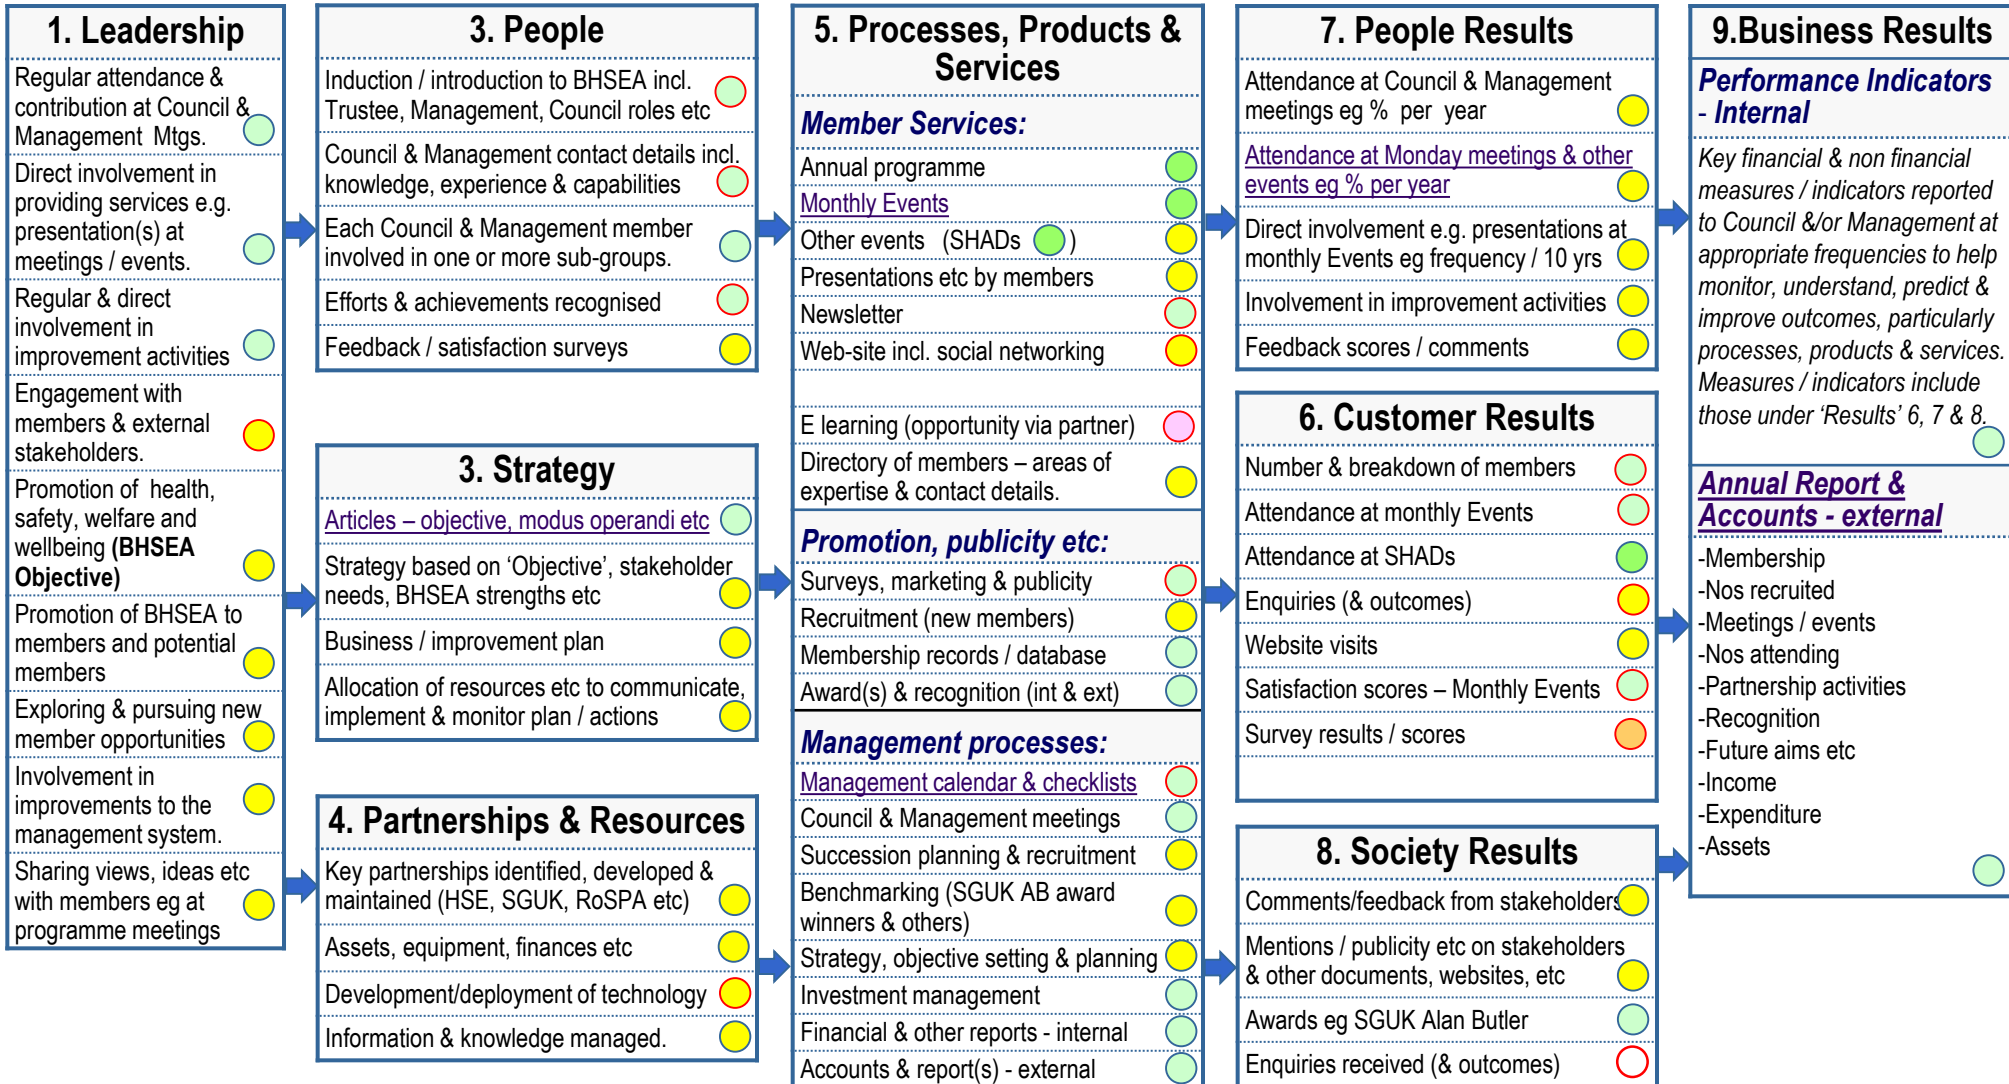 1. Leadership
Regular attendance &
contribution at Council &
Management Mtgs.
Direct involvement in
providing services e.g.
presentation(s) at
meetings / events.
Regular & direct
involvement in
improvement activities
Engagement with
members & external
stakeholders.
Promotion of health,
safety, welfare and
wellbeing (BHSEA
Objective)
Promotion of BHSEA to
members and potential
members
Exploring & pursuing new
member opportunities
Involvement in
improvements to the
management system.
Sharing views, ideas etc
with members eg at
programme meetings
3. People
Induction / introduction to BHSEA incl.
Trustee, Management, Council roles etc
Council & Management contact details incl.
knowledge, experience & capabilities
Each Council & Management member
involved in one or more sub-groups.
Efforts & achievements recognised
Feedback / satisfaction surveys
3. Strategy
Articles – objective, modus operandi etc
Strategy based on ‘Objective’, stakeholder
needs, BHSEA strengths etc
Business / improvement plan
Allocation of resources etc to communicate,
implement & monitor plan / actions
4. Partnerships & Resources
Key partnerships identified, developed &
maintained (HSE, SGUK, RoSPA etc)
Assets, equipment, finances etc
Development/deployment of technology
Information & knowledge managed.
5. Processes, Products &
Services
Member Services:
Annual programme
Monthly Events
Other events (SHADs )
Presentations etc by members
Newsletter
Web-site incl. social networking
E learning (opportunity via partner)
Directory of members – areas of
expertise & contact details.
Promotion, publicity etc:
Surveys, marketing & publicity
Recruitment (new members)
Membership records / database
Award(s) & recognition (int & ext)
Management processes:
Management calendar & checklists
Council & Management meetings
Succession planning & recruitment
Benchmarking (SGUK AB award
winners & others)
Strategy, objective setting & planning
Investment management
Financial & other reports - internal
Accounts & report(s) - external
7. People Results
Attendance at Council & Management
meetings eg % per year
Attendance at Monday meetings & other
events eg % per year
Direct involvement e.g. presentations at
monthly Events eg frequency / 10 yrs
Involvement in improvement activities
Feedback scores / comments
6. Customer Results
Number & breakdown of members
Attendance at monthly Events
Attendance at SHADs
Enquiries (& outcomes)
Website visits
Satisfaction scores – Monthly Events
Survey results / scores
8. Society Results
Comments/feedback from stakeholders
Mentions / publicity etc on stakeholders
& other documents, websites, etc
Awards eg SGUK Alan Butler
Enquiries received (& outcomes)
9.Business Results
Performance Indicators
- Internal
Key financial & non financial
measures / indicators reported
to Council &/or Management at
appropriate frequencies to help
monitor, understand, predict &
improve outcomes, particularly
processes, products & services.
Measures / indicators include
those under ‘Results’ 6, 7 & 8.
Annual Report &
Accounts - external
-Membership
-Nos recruited
-Meetings / events
-Nos attending
-Partnership activities
-Recognition
-Future aims etc
-Income
-Expenditure
-Assets